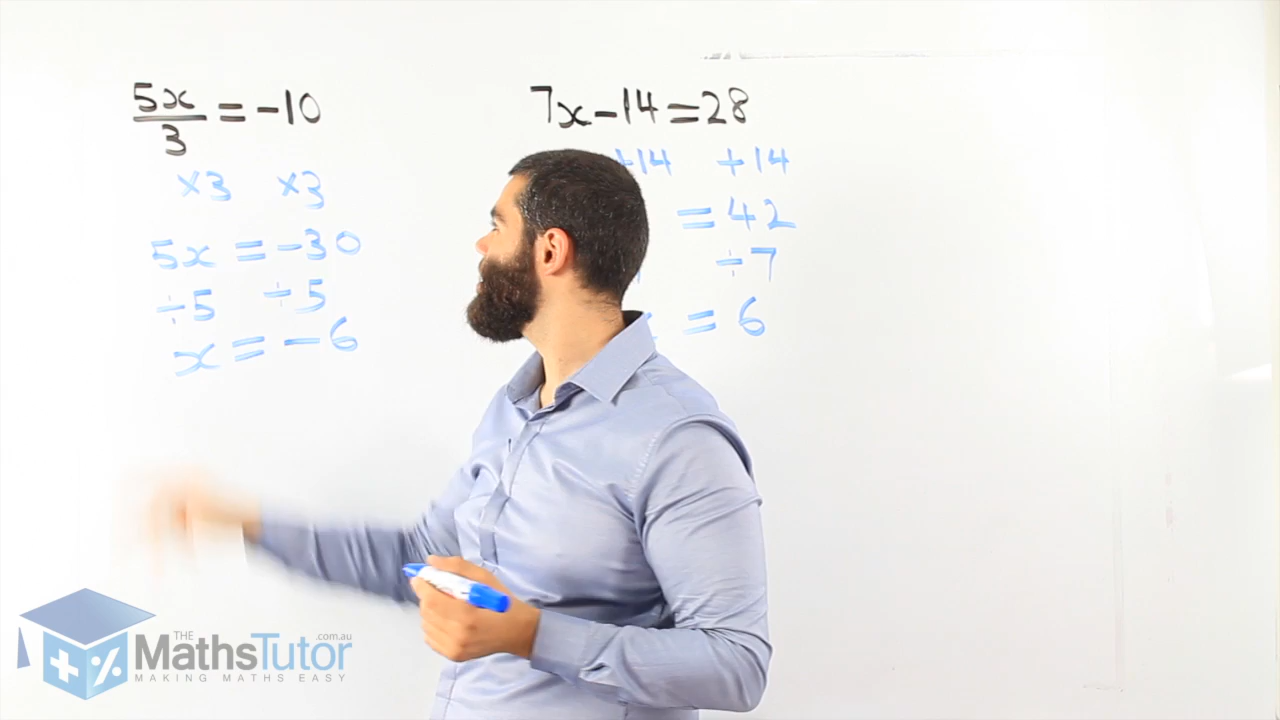 5x/3 = -10
×3 ×3
5x = -30
÷5 ÷5
x = -6
7x - 14 = 28
+14 +14
= 42
÷7
= 6
THE
MathsTutor
.com.au
MAKING MATHS EASY